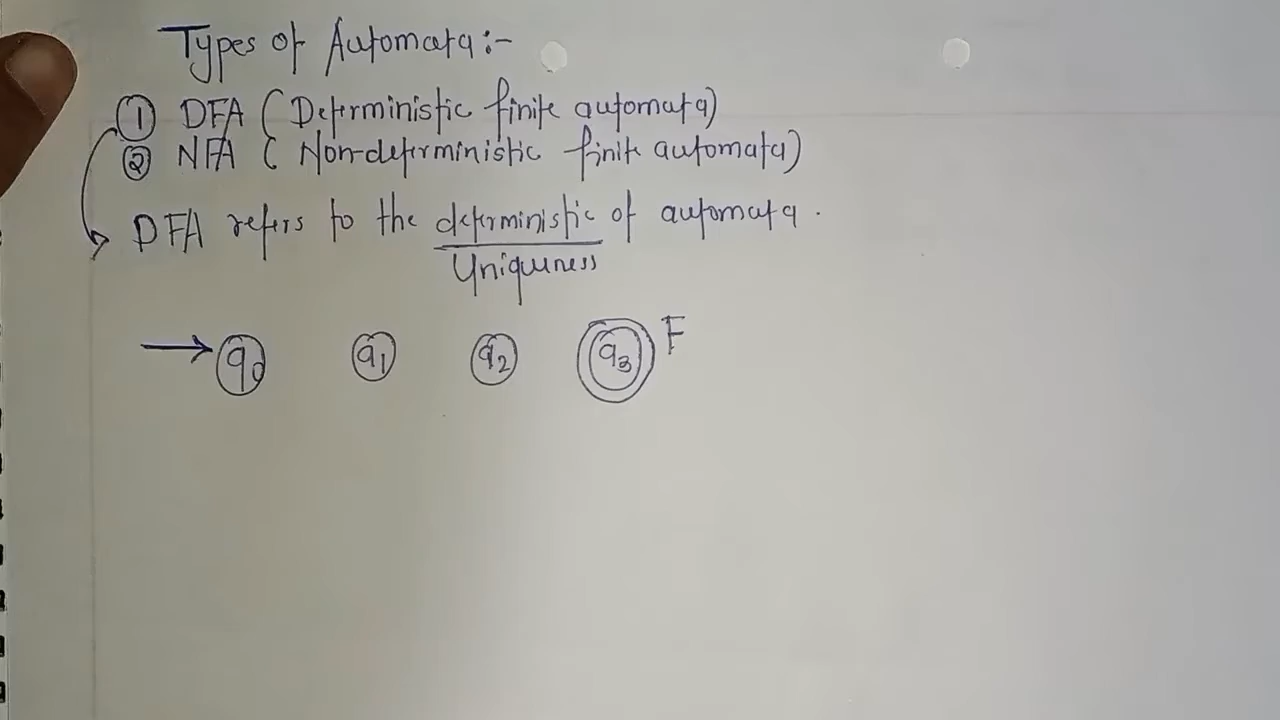 Types of Automata:-
① DFA (Deterministic finite automata)
② NFA (Non-deterministic finite automata)
DFA refers to the deterministic of automata.
Uniqueness
q0 q1 q2 q3 F